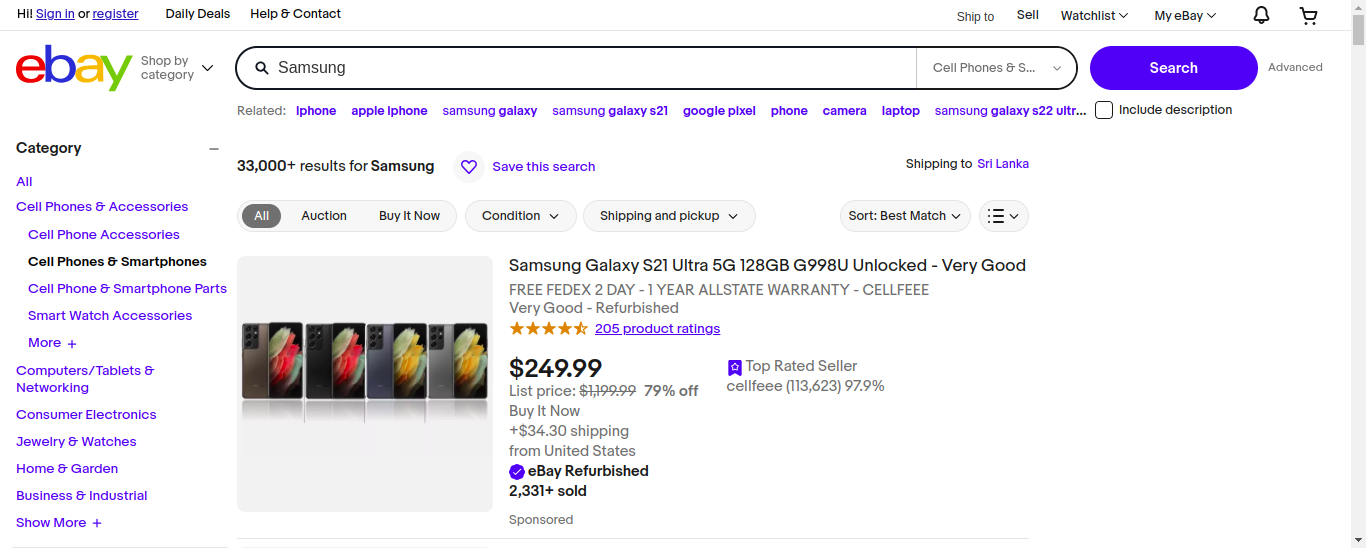 Hi! Sign in or register Daily Deals Help & Contact Ship to Sell Watchlist My eBay
ebay Shop by category Samsung Cell Phones & S... Search Advanced
Related: iphone apple iphone samsung galaxy samsung galaxy s21 google pixel phone camera laptop samsung galaxy s22 ultr... Include description
Category
All
Cell Phones & Accessories
Cell Phone Accessories
Cell Phones & Smartphones
Cell Phone & Smartphone Parts
Smart Watch Accessories
More +
Computers/Tablets &
Networking
Consumer Electronics
Jewelry & Watches
Home & Garden
Business & Industrial
Show More +
33,000+ results for Samsung Save this search Shipping to Sri Lanka
All Auction Buy It Now Condition Shipping and pickup Sort: Best Match
Samsung Galaxy S21 Ultra 5G 128GB G998U Unlocked - Very Good
FREE FEDEX 2 DAY - 1 YEAR ALLSTATE WARRANTY - CELLFEEE
Very Good - Refurbished
205 product ratings
$249.99
List price: $1,199.99 79% off
Buy It Now
+$34.30 shipping
from United States
eBay Refurbished
2,331+ sold
Sponsored
Top Rated Seller
cellfeee (113,623) 97.9%